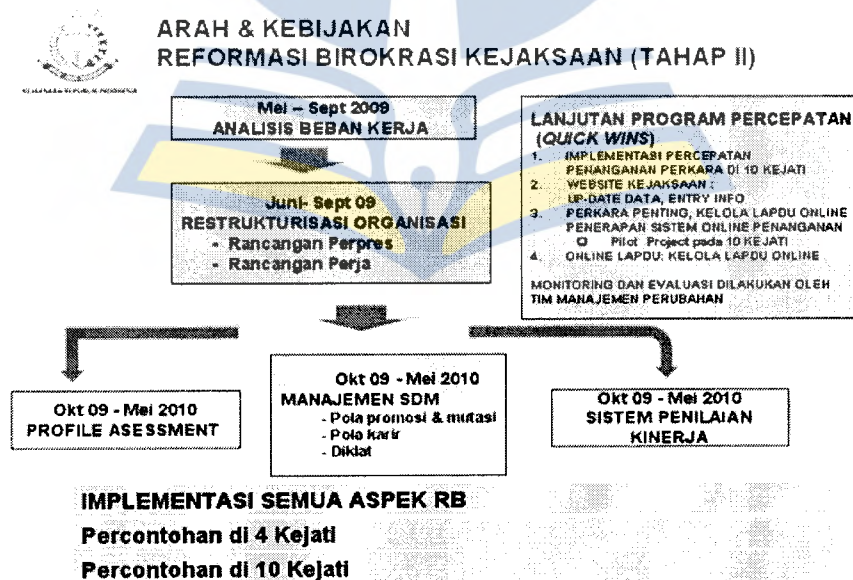 ARAH & KEBIJAKAN
REFORMASI BIROKRASI KEJAKSAAN (TAHAP II)
Mei – Sept 2009
ANALISIS BEBAN KERJA
Juni- Sept 09
RESTRUKTURISASI ORGANISASI
- Rancangan Perpres
- Rancangan Perja
LANJUTAN PROGRAM PERCEPATAN
(QUICK WINS)
1. IMPLEMENTASI PERCEPATAN
PENANGANAN PERKARA DI 10 KEJATI
2. WEBSITE KEJAKSAAN :
UP-DATE DATA, ENTRY INFO
3. PERKARA PENTING, KELOLA LAPDU ONLINE
PENERAPAN SISTEM ONLINE PENANGANAN
O Pilot Project pada 10 KEJATI
4. ONLINE LAPDU: KELOLA LAPDU ONLINE
MONITORING DAN EVALUASI DILAKUKAN OLEH
TIM MANAJEMEN PERUBAHAN
Okt 09 - Mei 2010
PROFILE ASESSMENT
Okt 09 - Mei 2010
MANAJEMEN SDM
- Pola promosi & mutasi
- Pola karir
- Diklat
Okt 09 - Mei 2010
SISTEM PENILAIAN
KINERJA
IMPLEMENTASI SEMUA ASPEK RB
Percontohan di 4 Kejati
Percontohan di 10 Kejati